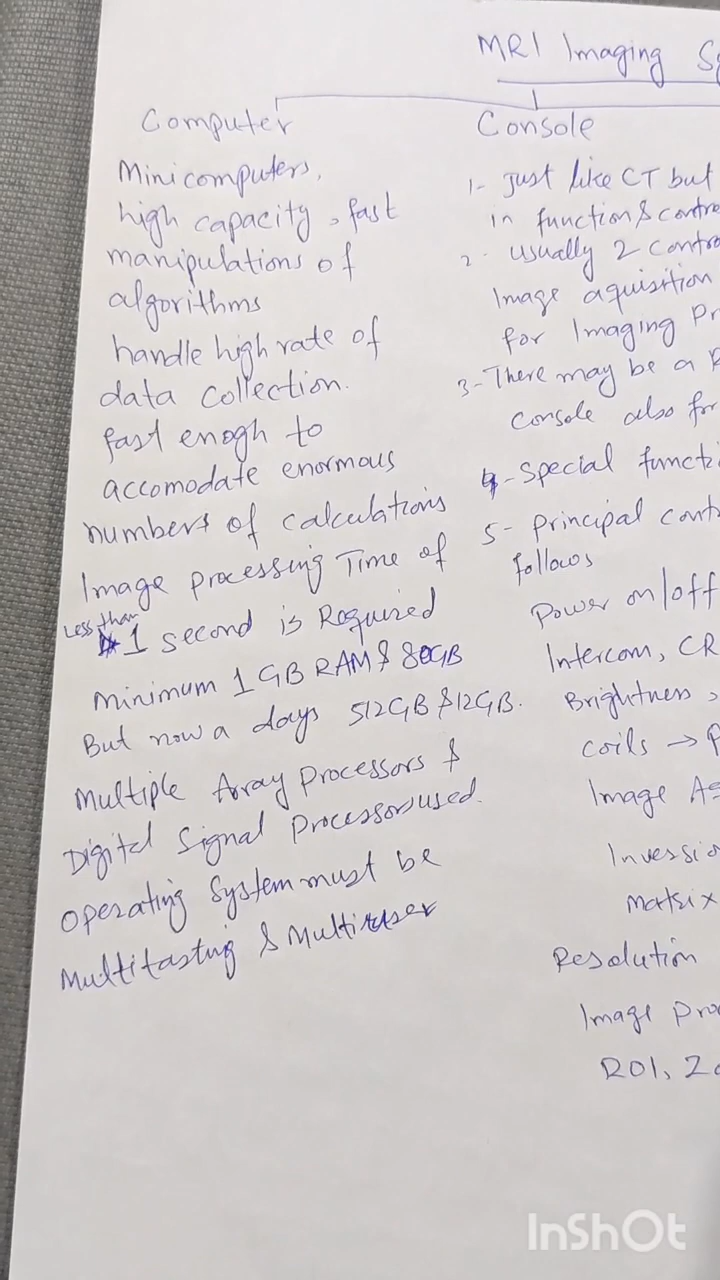 MRI Imaging S
Computer
Minicomputers,
high capacity, fast
manipulations of
algorithms
handle high rate of
data collection.
fast enogh to
accomodate enormous
numbers of calculations
Image processing Time of
Less than
1 second is Required
minimum 1 GB RAM & 80GB
But now a days 512GB & 12GB.
Multiple Array Processors &
Digital Signal Processors used.
Operating System must be
Multitasting & Multiuser
Console
1- Just like CT but
in function & contro
2- usually 2 contro
Image aquisition
for Imaging Pr
3- There may be a
console also for
4- Special functi
5- principal cont
follows
Power on/off
Intercom, CR
Brightness,
coils → P
Image A
Inversio
Matrix
Resolution
Image Pro
ROI, Zo
InShOt